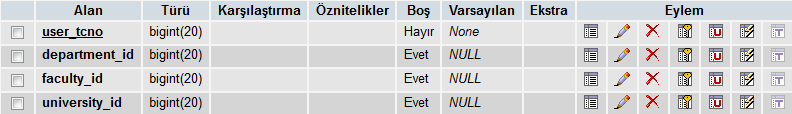 Alan Türü Karşılaştırma Öznitelikler Boş Varsayılan Ekstra Eylem
user_tcno bigint(20) Hayır None
department_id bigint(20) Evet NULL
faculty_id bigint(20) Evet NULL
university_id bigint(20) Evet NULL